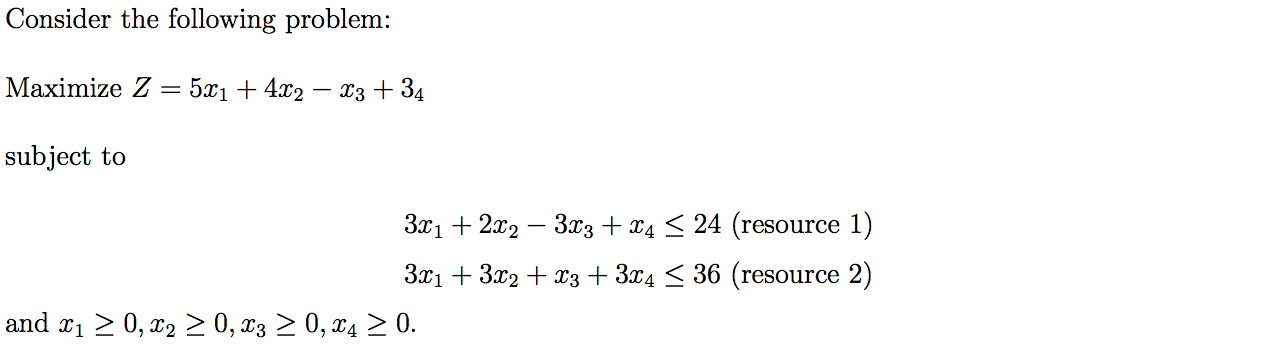 Consider the following problem:
Maximize Z = 5x₁ + 4x₂ − x₃ + 3₄
subject to
3x₁ + 2x₂ − 3x₃ + x₄ ≤ 24 (resource 1)
3x₁ + 3x₂ + x₃ + 3x₄ ≤ 36 (resource 2)
and x₁ ≥ 0, x₂ ≥ 0, x₃ ≥ 0, x₄ ≥ 0.